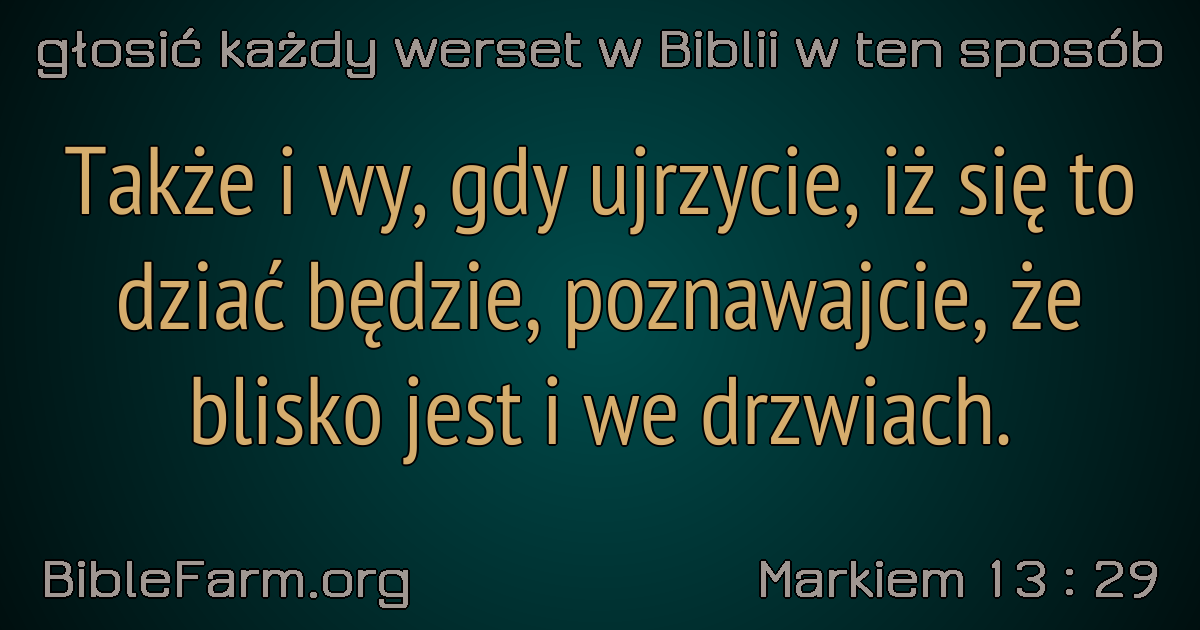 głosić każdy werset w Biblii w ten sposób
Także i wy, gdy ujrzycie, iż się to
dziać będzie, poznawajcie, że
blisko jest i we drzwiach.
BibleFarm.org
Markiem 13 : 29